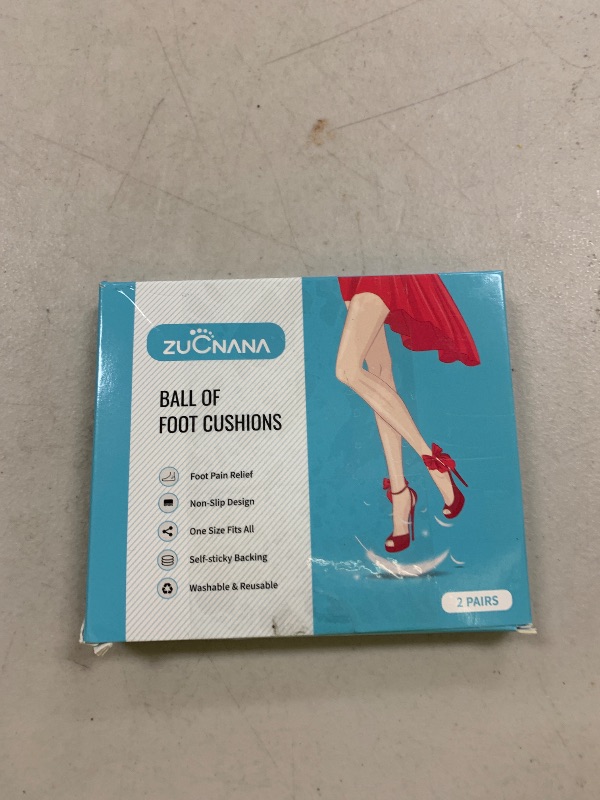 ZUCNANA
BALL OF
FOOT CUSHIONS
Foot Pain Relief
Non-Slip Design
One Size Fits All
Self-sticky Backing
Washable & Reusable
2 PAIRS